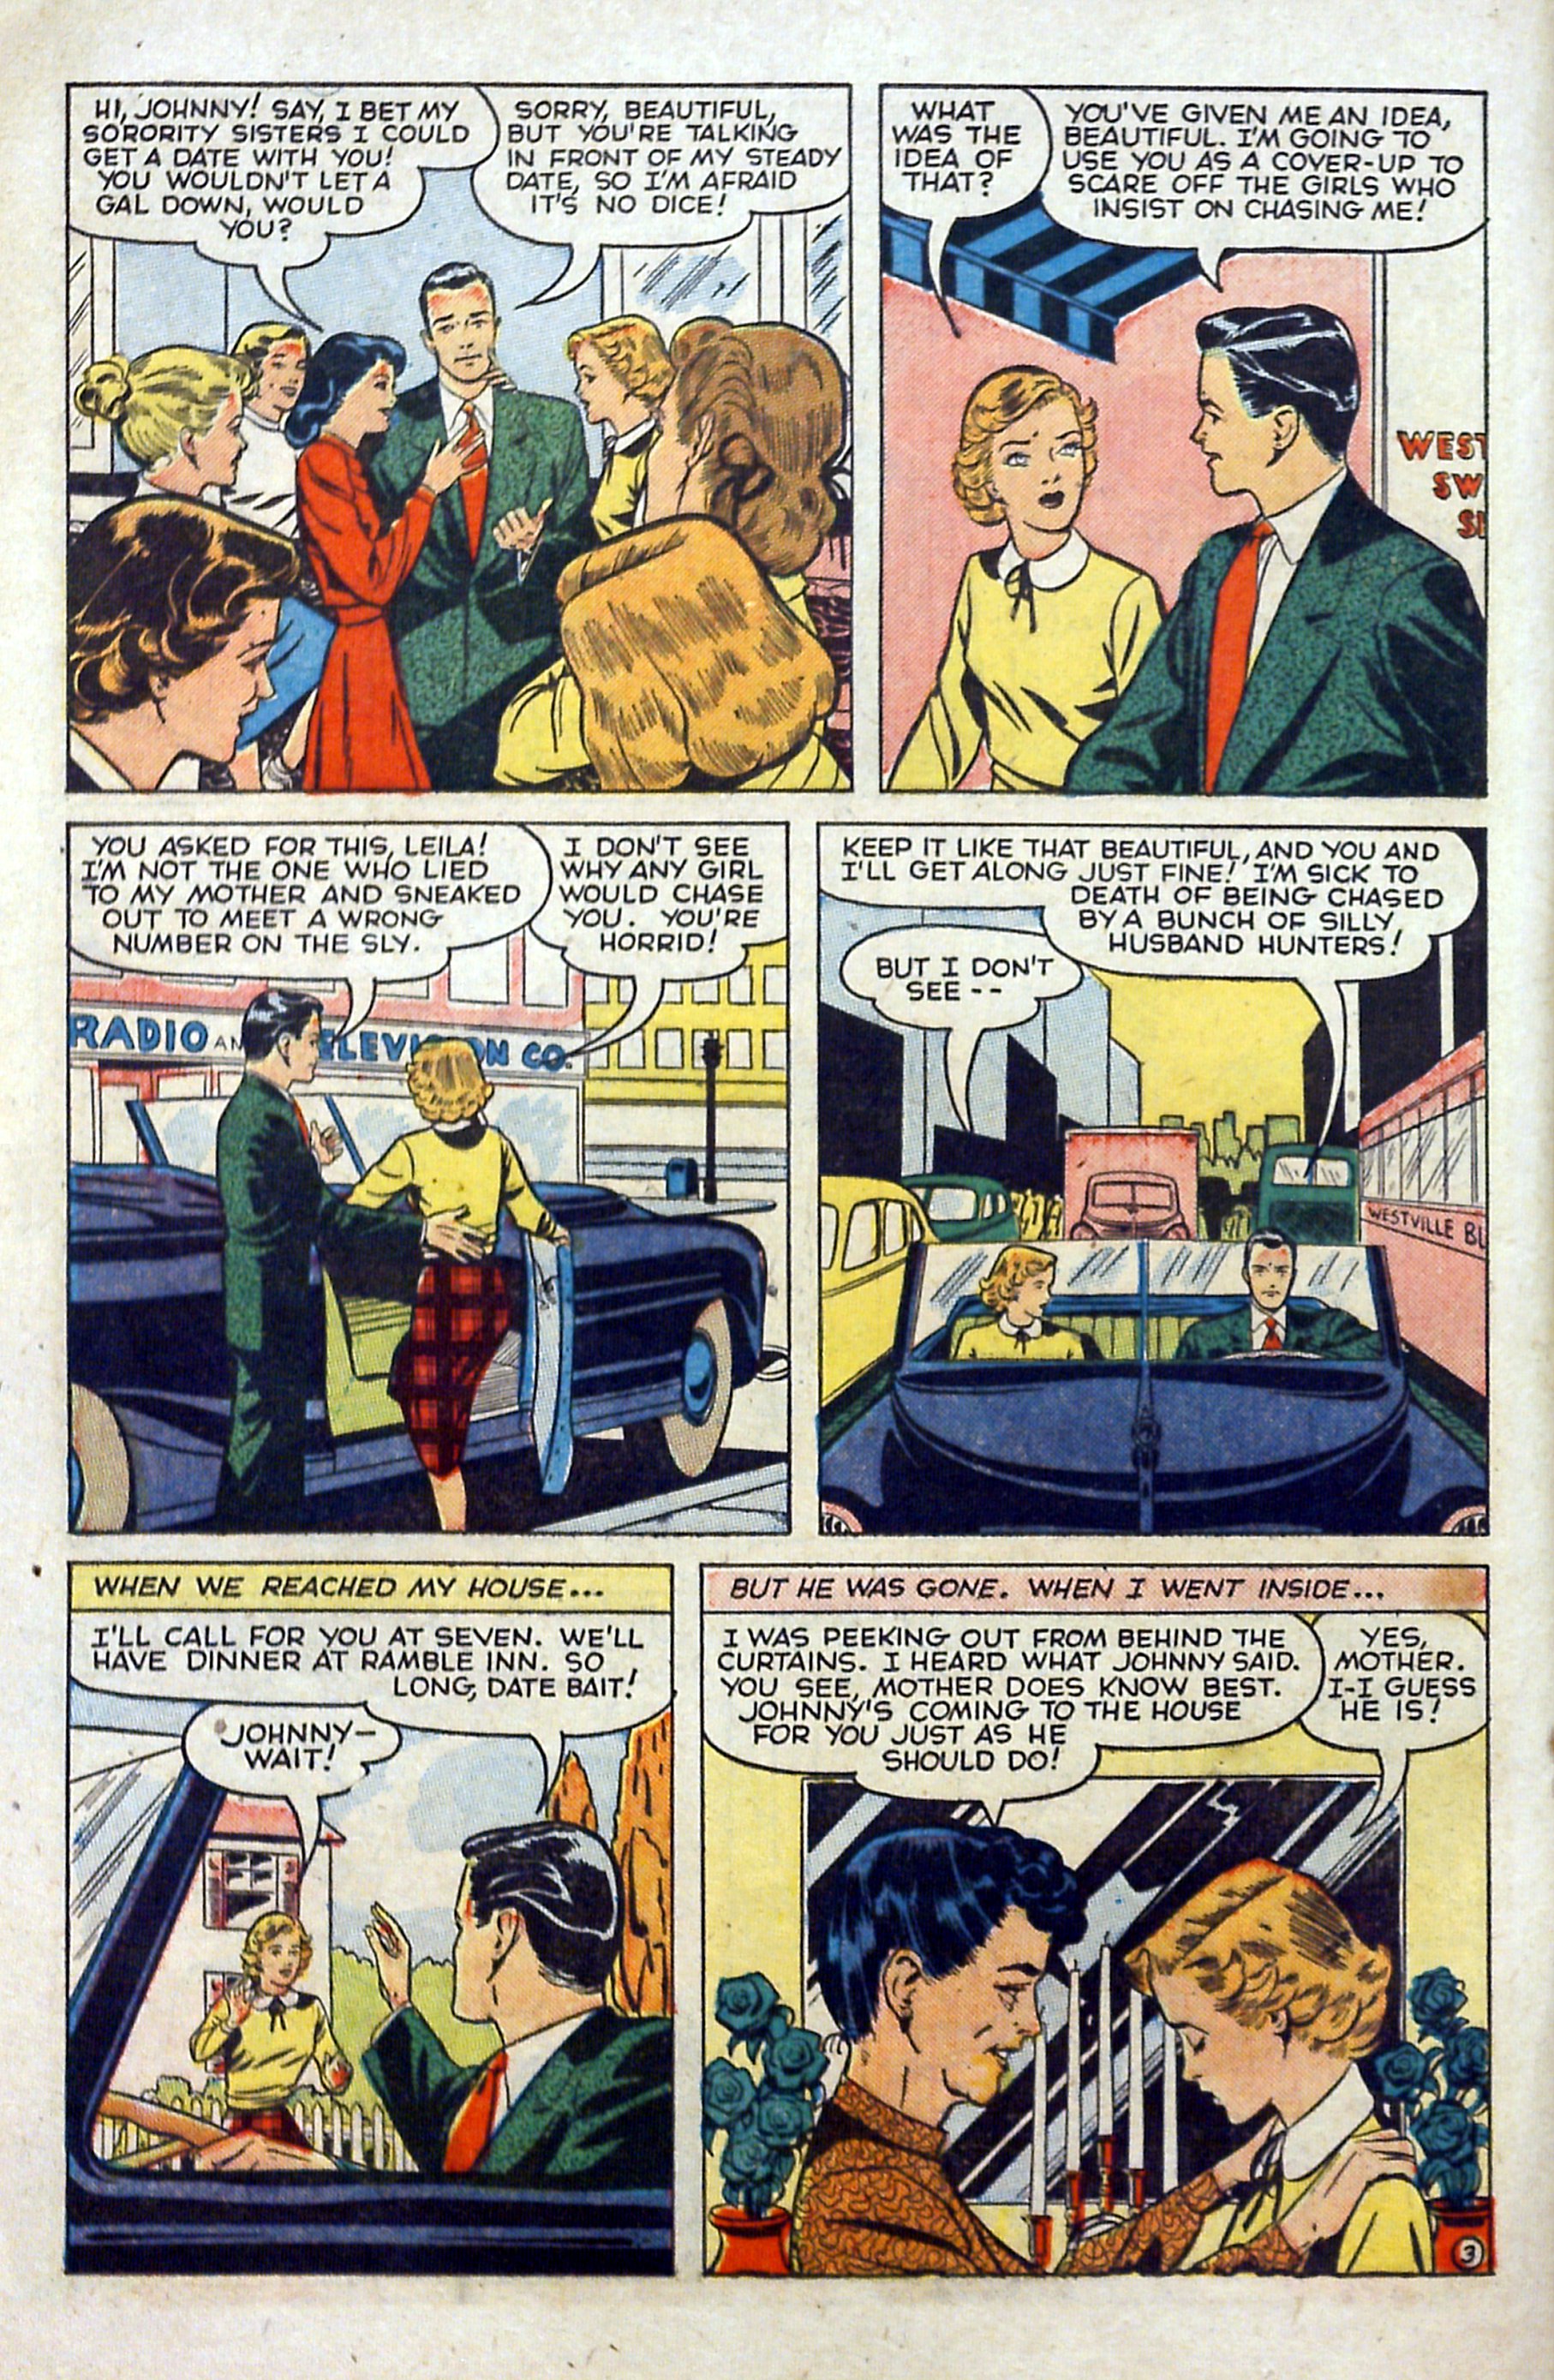 HI, JOHNNY! SAY, I BET MY
SORORITY SISTERS I COULD
GET A DATE WITH YOU!
YOU WOULDN'T LET A
GAL DOWN, WOULD
YOU?
SORRY, BEAUTIFUL,
BUT YOU'RE TALKING
IN FRONT OF MY STEADY
DATE, SO I'M AFRAID
IT'S NO DICE!
WHAT
WAS THE
IDEA OF
THAT?
YOU'VE GIVEN ME AN IDEA,
BEAUTIFUL. I'M GOING TO
USE YOU AS A COVER-UP TO
SCARE OFF THE GIRLS WHO
INSIST ON CHASING ME!
WEST
SW
S
YOU ASKED FOR THIS, LEILA!
I'M NOT THE ONE WHO LIED
TO MY MOTHER AND SNEAKED
OUT TO MEET A WRONG
NUMBER ON THE SLY.
I DON'T SEE
WHY ANY GIRL
WOULD CHASE
YOU. YOU'RE
HORRID!
RADIO AN ELEVISION CO.
KEEP IT LIKE THAT BEAUTIFUL, AND YOU AND
I'LL GET ALONG JUST FINE! I'M SICK TO
DEATH OF BEING CHASED
BY A BUNCH OF SILLY
HUSBAND HUNTERS!
BUT I DON'T
SEE --
WESTVILLE BU
WHEN WE REACHED MY HOUSE...
I'LL CALL FOR YOU AT SEVEN. WE'LL
HAVE DINNER AT RAMBLE INN. SO
LONG, DATE BAIT!
JOHNNY-
WAIT!
BUT HE WAS GONE. WHEN I WENT INSIDE...
I WAS PEEKING OUT FROM BEHIND THE
CURTAINS. I HEARD WHAT JOHNNY SAID.
YOU SEE, MOTHER DOES KNOW BEST.
JOHNNY'S COMING TO THE HOUSE
FOR YOU JUST AS HE
SHOULD DO!
YES,
MOTHER.
I-I GUESS
HE IS!
3